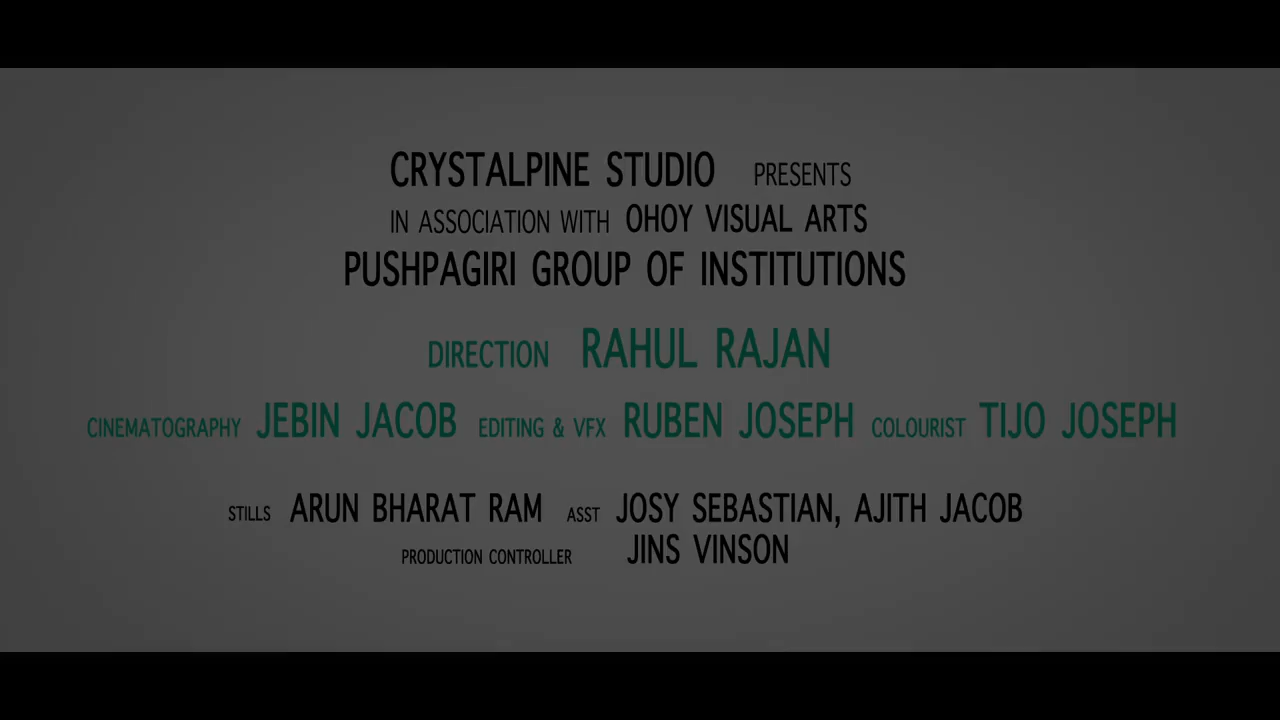 CRYSTALPINE STUDIO PRESENTS
IN ASSOCIATION WITH OHOY VISUAL ARTS
PUSHPAGIRI GROUP OF INSTITUTIONS
DIRECTION RAHUL RAJAN
CINEMATOGRAPHY JEBIN JACOB EDITING & VFX RUBEN JOSEPH COLOURIST TIJO JOSEPH
STILLS ARUN BHARAT RAM ASST JOSY SEBASTIAN, AJITH JACOB
PRODUCTION CONTROLLER JINS VINSON